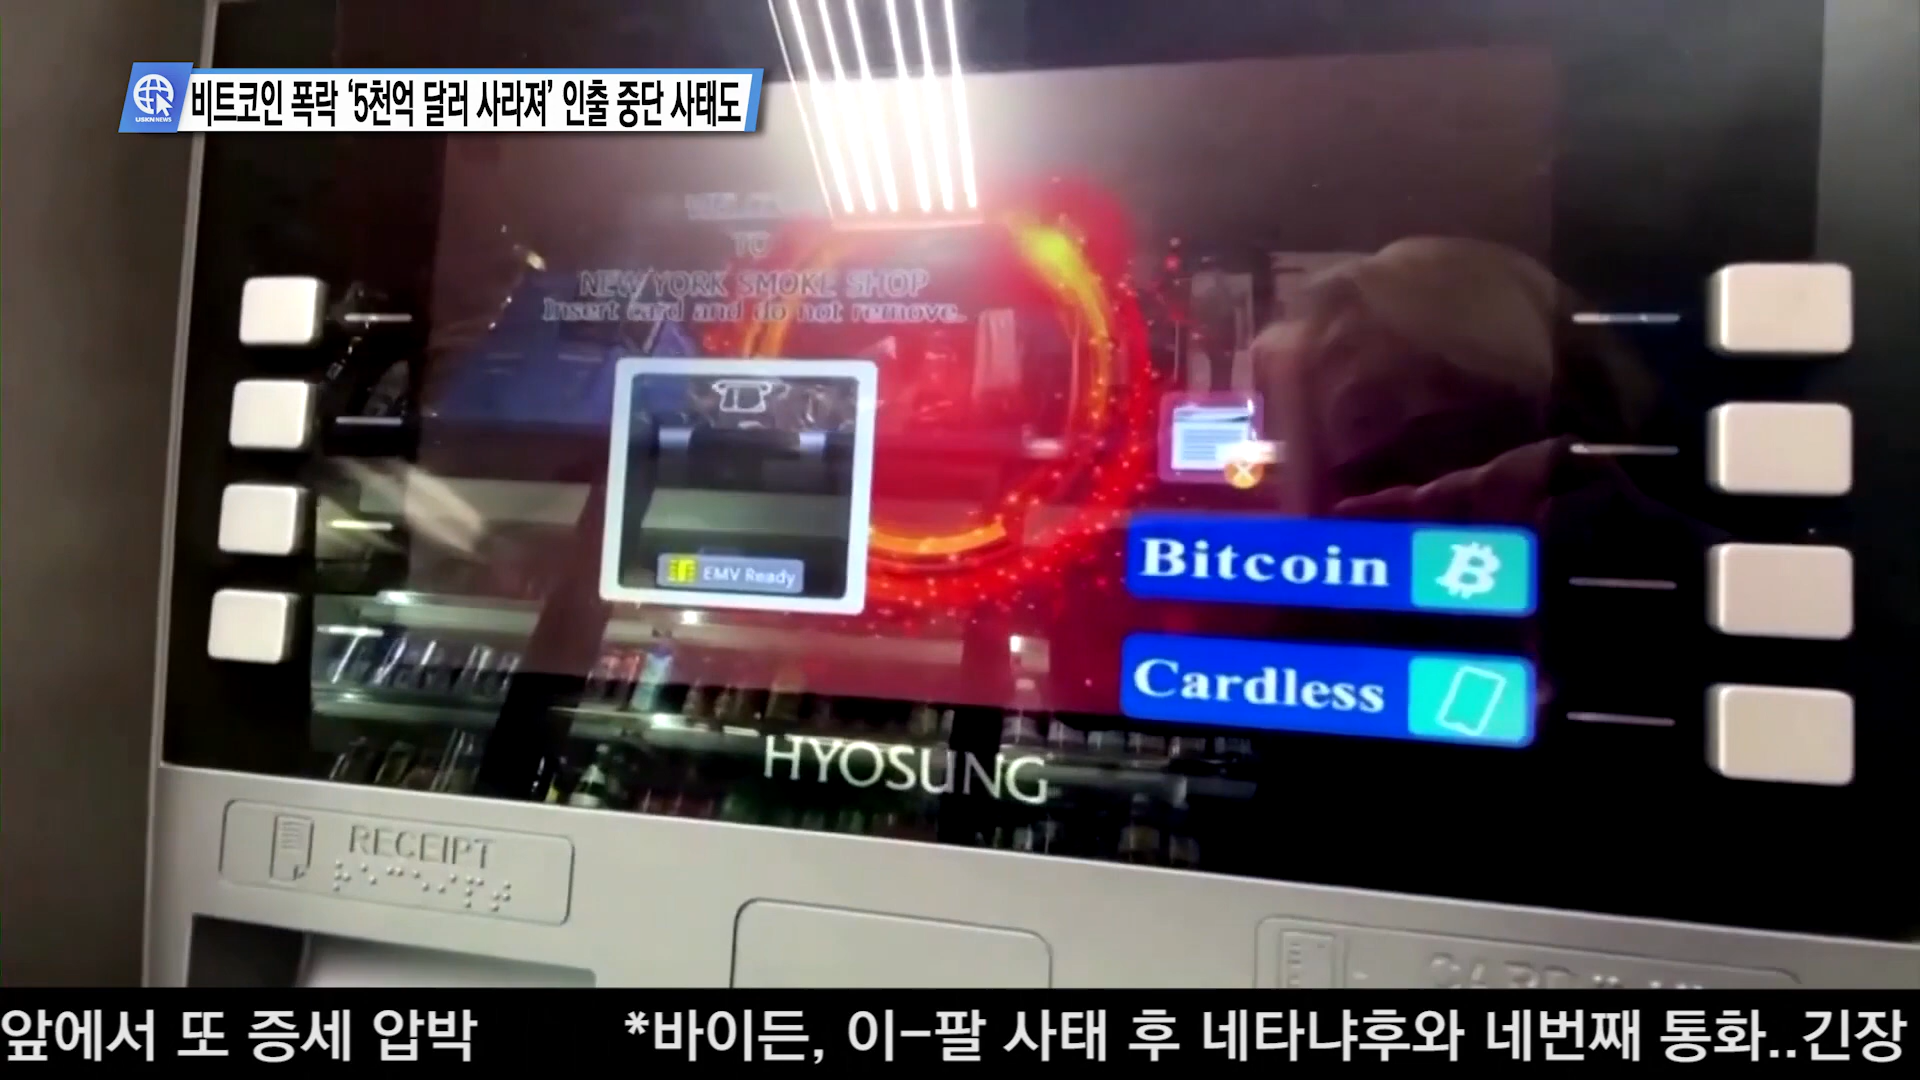 비트코인 폭락 ‘5천억 달러 사라져’ 인출 중단 사태도
USKN NEWS
TO
NEW YORK SMOKE SHOP
Insert card and do not remove.
EMV Ready
Bitcoin
Cardless
HYOSUNG
RECEIPT
앞에서 또 증세 압박 *바이든, 이-팔 사태 후 네타냐후와 네번째 통화..긴장